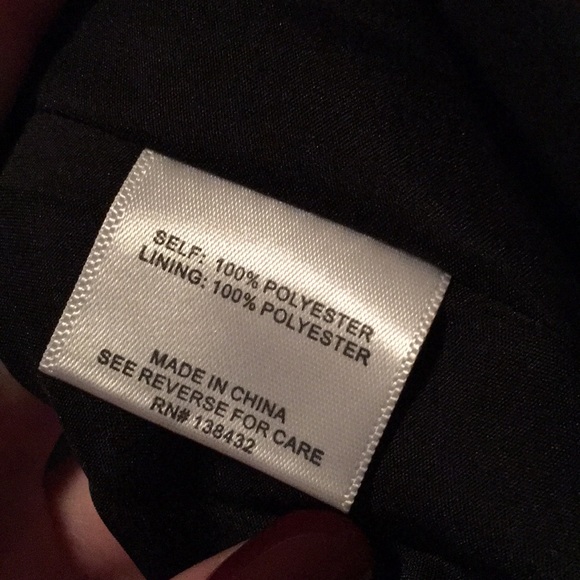 SELF: 100% POLYESTER
LINING: 100% POLYESTER
MADE IN CHINA
SEE REVERSE FOR CARE
RN# 138432